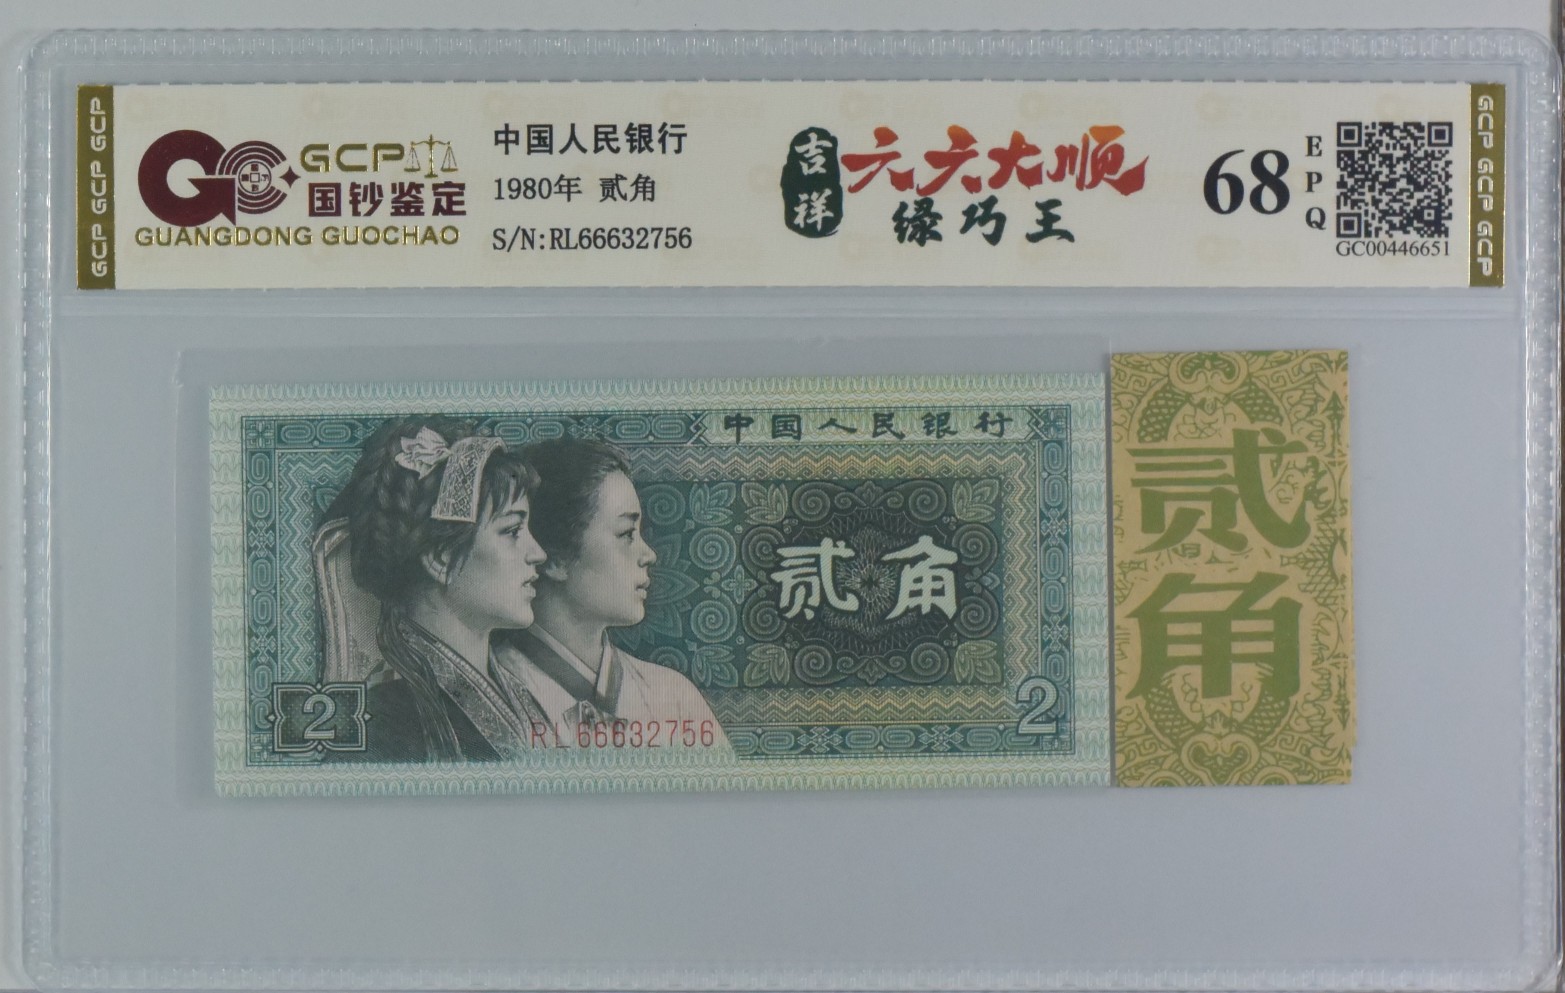 GCP GCP GCP
GCP
国钞鉴定
GUANGDONG GUOCHAO
中国人民银行
1980年 贰角
S/N:RL66632756
吉祥
六六大顺
绿巧王
68
EPQ
GC00446651
GCP GCP GCP
中国人民银行
贰角
2
RL66632756
2
贰角